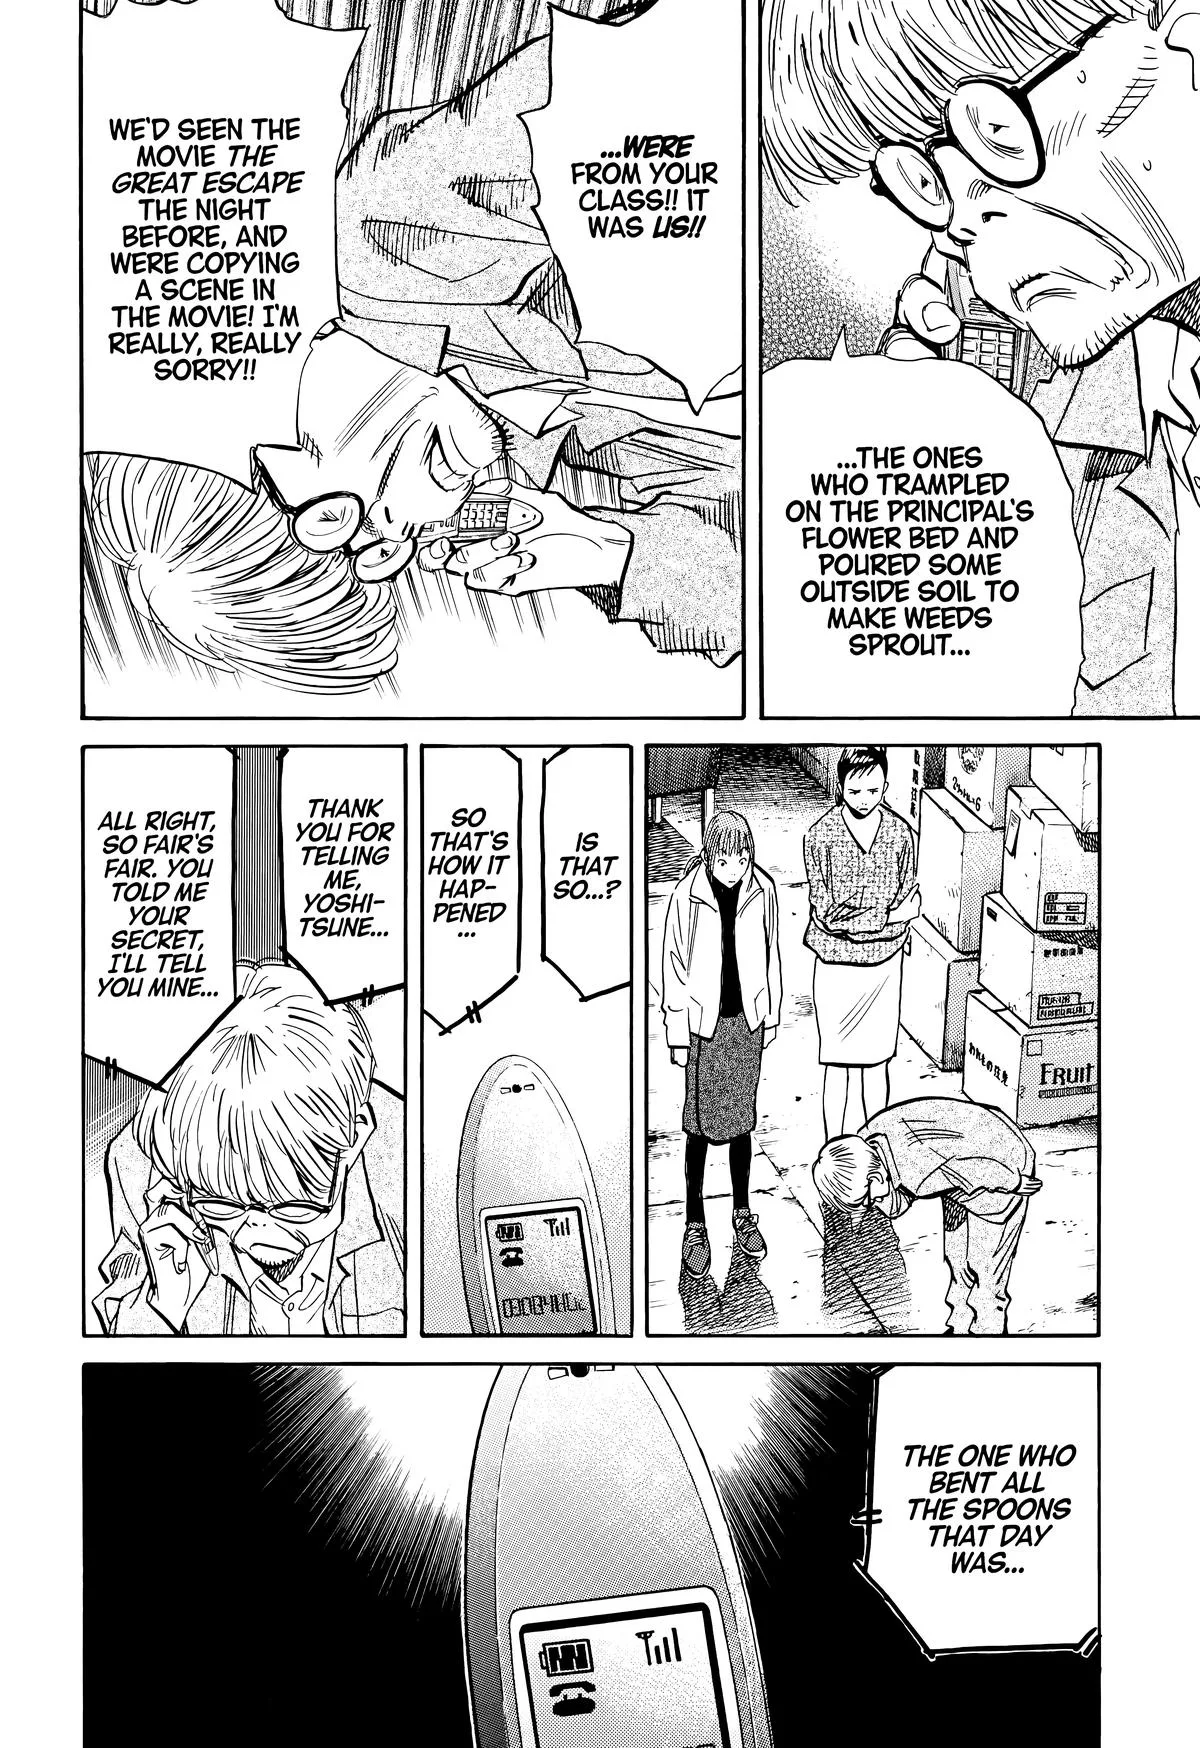 ...THE ONES
WHO TRAMPLED
ON THE PRINCIPAL'S
FLOWER BED AND
POURED SOME
OUTSIDE SOIL TO
MAKE WEEDS
SPROUT...
...WERE
FROM YOUR
CLASS!! IT
WAS US!!
WE'D SEEN THE
MOVIE THE
GREAT ESCAPE
THE NIGHT
BEFORE, AND
WERE COPYING
A SCENE IN
THE MOVIE! I'M
REALLY, REALLY
SORRY!!
FRUIT
IS
THAT
SO...?
SO
THAT'S
HOW IT
HAP-
PENED
...
THANK
YOU FOR
TELLING
ME,
YOSHI-
TSUNE...
ALL RIGHT,
SO FAIR'S
FAIR. YOU
TOLD ME
YOUR
SECRET,
I'LL TELL
YOU MINE...
THE ONE WHO
BENT ALL
THE SPOONS
THAT DAY
WAS...